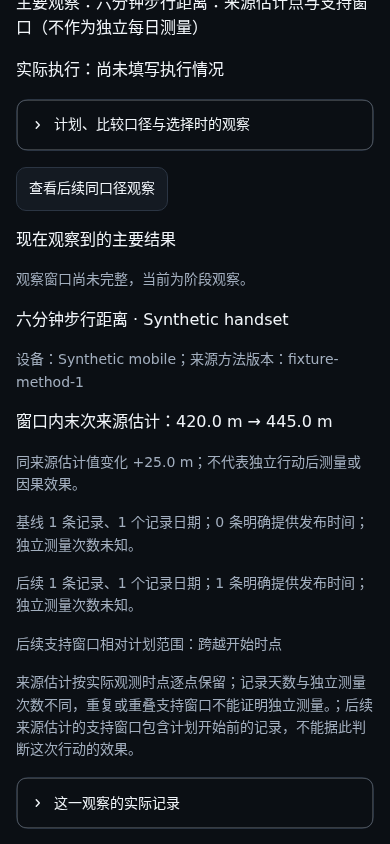 主要观察：六分钟步行距离：来源估计点与支持窗
口（不作为独立每日测量）
实际执行：尚未填写执行情况
计划、比较口径与选择时的观察
查看后续同口径观察
现在观察到的主要结果
观察窗口尚未完整，当前为阶段观察。
六分钟步行距离 · Synthetic handset
设备：Synthetic mobile；来源方法版本：fixture-
method-1
窗口内末次来源估计：420.0 m → 445.0 m
同来源估计值变化 +25.0 m；不代表独立行动后测量或
因果效果。
基线 1 条记录、1 个记录日期；0 条明确提供发布时间；
独立测量次数未知。
后续 1 条记录、1 个记录日期；1 条明确提供发布时间；
独立测量次数未知。
后续支持窗口相对计划范围：跨越开始时点
来源估计按实际观测时点逐点保留；记录天数与独立测量
次数不同，重复或重叠支持窗口不能证明独立测量。；后续
来源估计的支持窗口包含计划开始前的记录，不能据此判
断这次行动的效果。
这一观察的实际记录